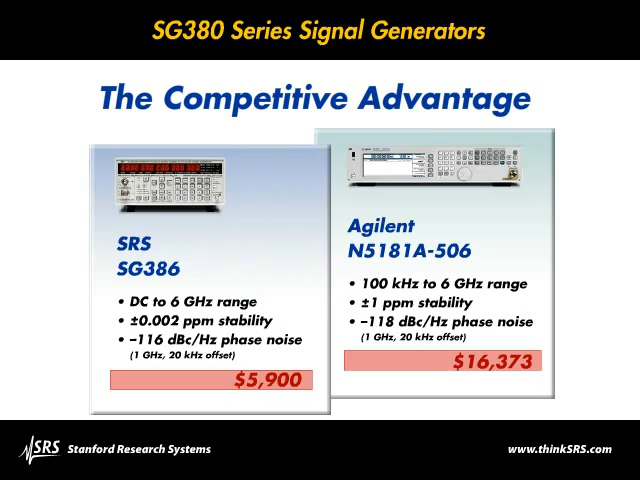 SG380 Series Signal Generators
The Competitive Advantage
SRS
SG386
• DC to 6 GHz range
• ±0.002 ppm stability
• –116 dBc/Hz phase noise
(1 GHz, 20 kHz offset)
$5,900
Agilent
N5181A-506
• 100 kHz to 6 GHz range
• ±1 ppm stability
• –118 dBc/Hz phase noise
(1 GHz, 20 kHz offset)
$16,373
SRS Stanford Research Systems
www.thinkSRS.com